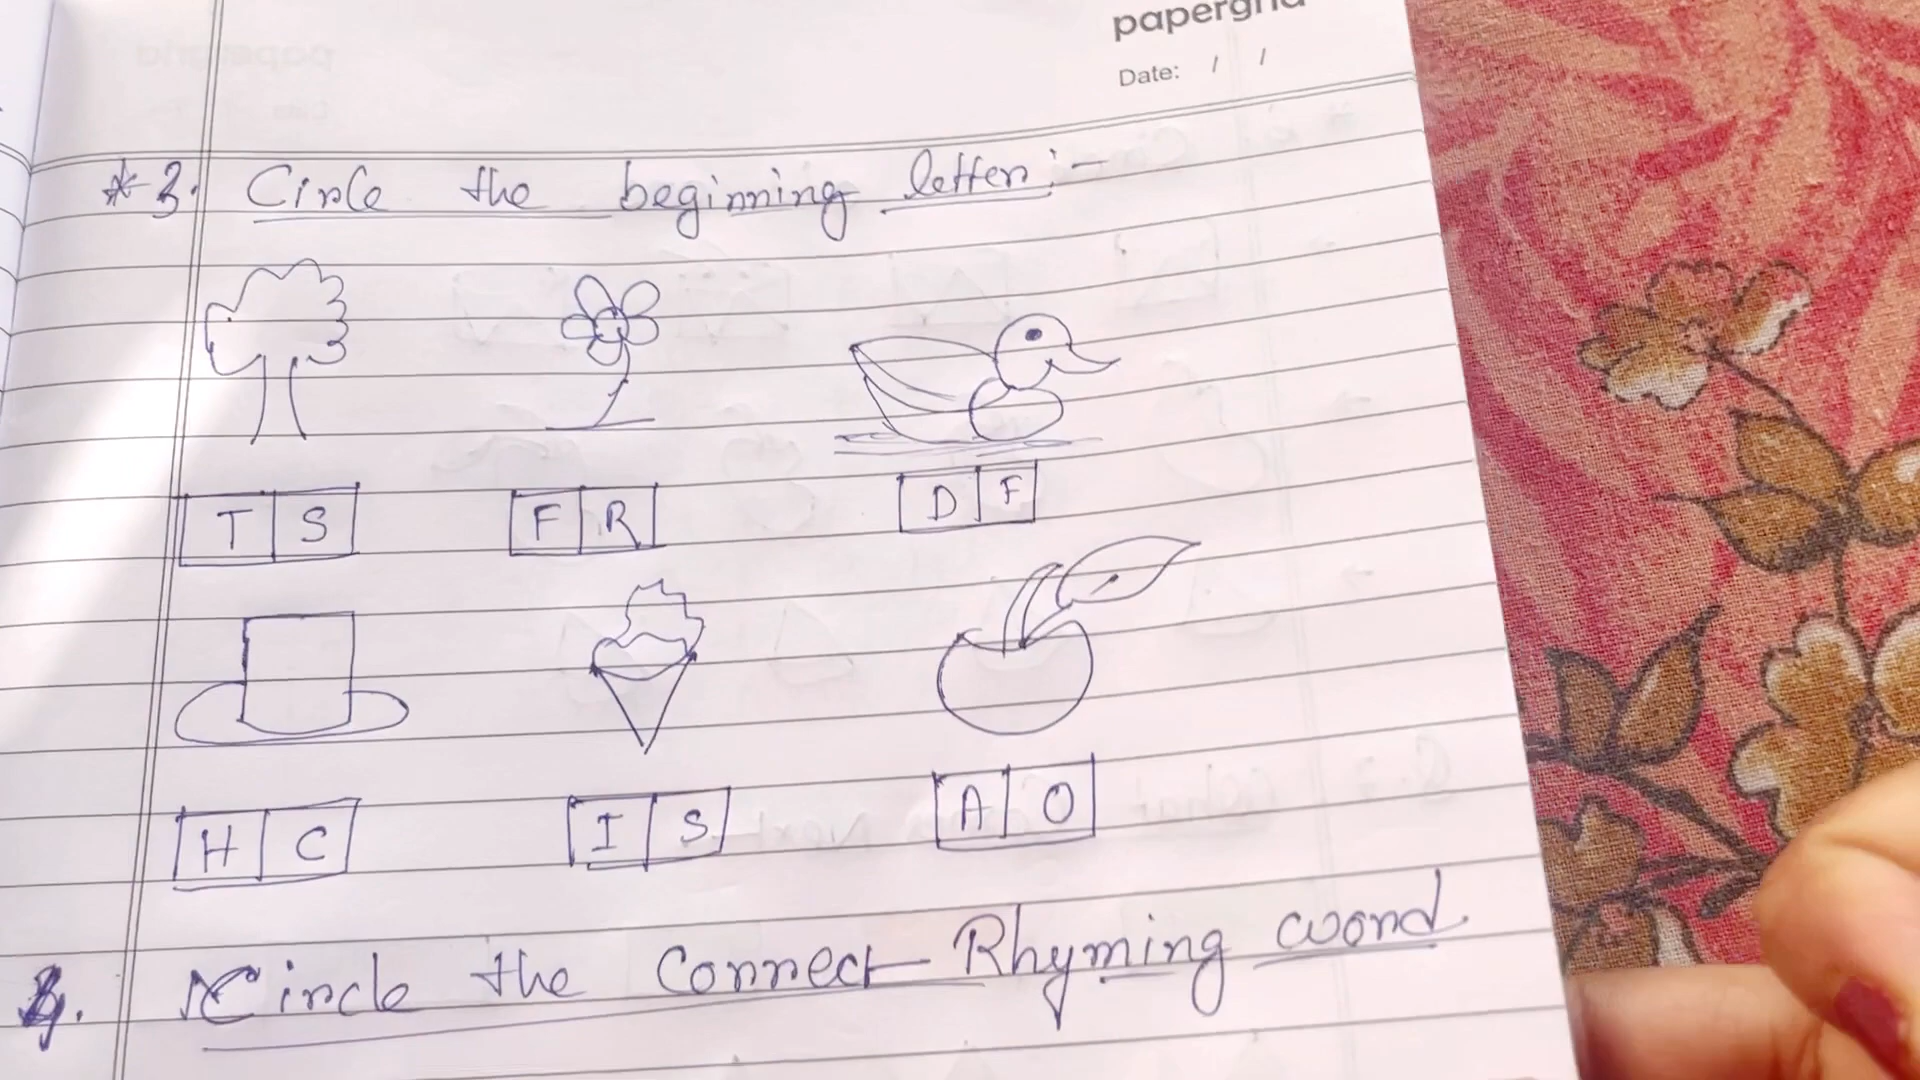 papergrid
Date: / /
* 3. Circle the beginning letter:-
T S F R D F
H C I S A O
4. Circle the Correct Rhyming word.